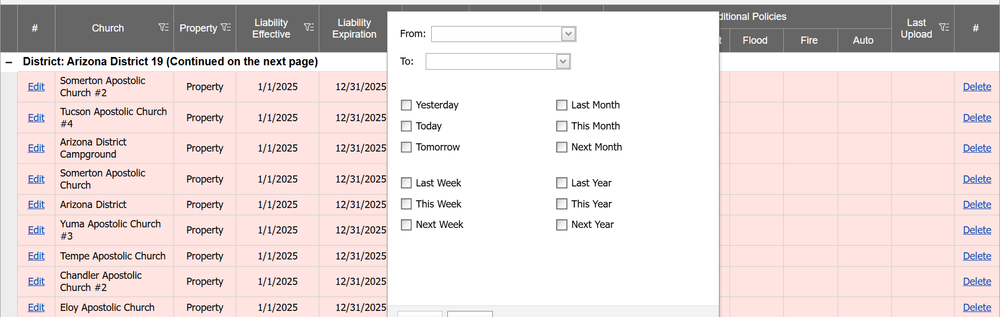 # Church Property Liability Effective Liability Expiration ditional Policies Flood Fire Auto Last Upload #
District: Arizona District 19 (Continued on the next page)
Edit Somerton Apostolic Church #2 Property 1/1/2025 12/31/2025 Delete
Edit Tucson Apostolic Church #4 Property 1/1/2025 12/31/2025 Delete
Edit Arizona District Campground Property 1/1/2025 12/31/2025 Delete
Edit Somerton Apostolic Church Property 1/1/2025 12/31/2025 Delete
Edit Arizona District Property 1/1/2025 12/31/2025 Delete
Edit Yuma Apostolic Church #3 Property 1/1/2025 12/31/2025 Delete
Edit Tempe Apostolic Church Property 1/1/2025 12/31/2025 Delete
Edit Chandler Apostolic Church #2 Property 1/1/2025 12/31/2025 Delete
Edit Eloy Apostolic Church Property 1/1/2025 12/31/2025 Delete
From:
To:
Yesterday Last Month
Today This Month
Tomorrow Next Month
Last Week Last Year
This Week This Year
Next Week Next Year